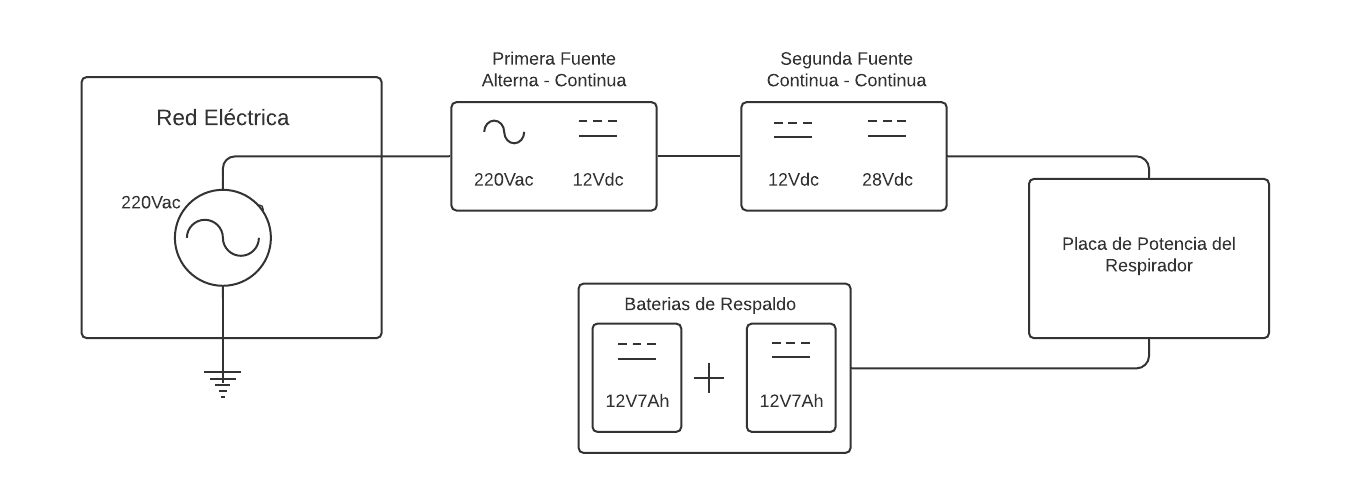 Red Eléctrica
220Vac
Primera Fuente
Alterna - Continua
220Vac
12Vdc
Segunda Fuente
Continua - Continua
12Vdc
28Vdc
Placa de Potencia del
Respirador
Baterias de Respaldo
12V7Ah
12V7Ah